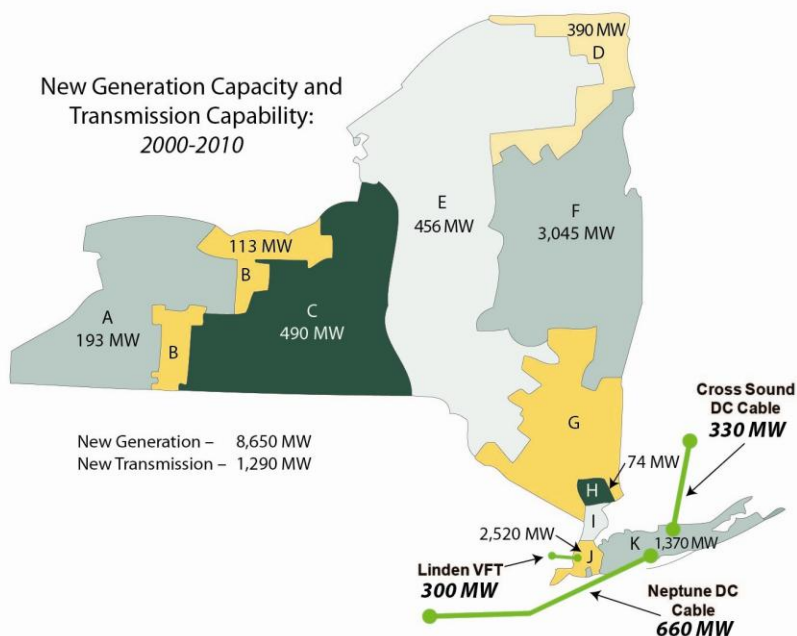 New Generation Capacity and
Transmission Capability:
2000-2010
390 MW
D
E
456 MW
F
3,045 MW
113 MW
B
A
193 MW
B
C
490 MW
G
Cross Sound
DC Cable
330 MW
New Generation – 8,650 MW
New Transmission – 1,290 MW
74 MW
H
I
2,520 MW
J
K
1,370 MW
Linden VFT
300 MW
Neptune DC
Cable
660 MW